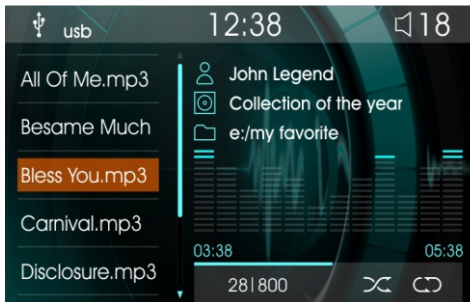 usb
12:38
18
All Of Me.mp3
Besame Much
Bless You.mp3
Carnival.mp3
Disclosure.mp3
John Legend
Collection of the year
e:/my favorite
03:38
05:38
28|800